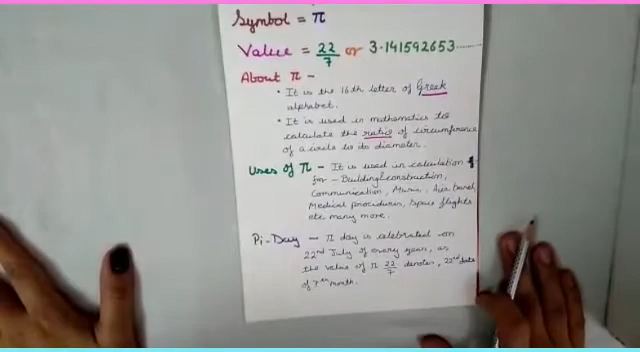 Symbol = π
Value = 22/7 or 3.141592653......
About π -
• It is the 16th letter of Greek
alphabet.
• It is used in mathematics to
calculate the ratio of circumference
of a circle to its diameter.
Uses of π - It is used in calculation
for - Building & construction,
Communication, Music, Air travel,
Medical procedures, Space flights
etc many more.
Pi-Day - π day is celebrated on
22nd July of every year, as
the value of π 22/7 denotes, 22nd date
of 7th month.